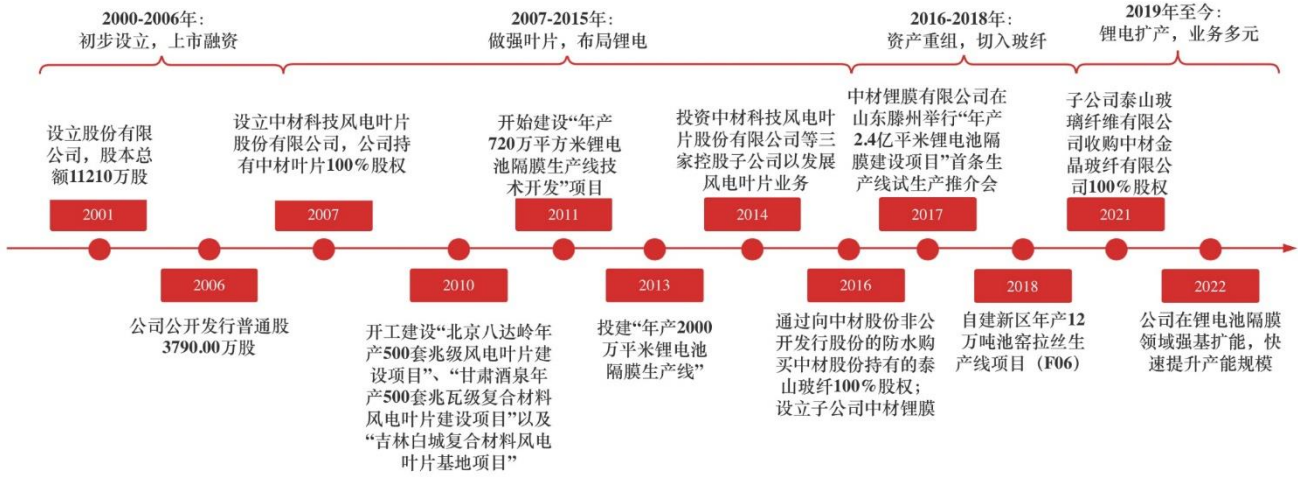 2000-2006年：
初步设立，上市融资
2007-2015年：
做强叶片，布局锂电
2016-2018年：
资产重组，切入玻纤
2019年至今：
锂电扩产，业务多元
设立股份有限
公司，股本总
额11210万股
设立中材科技风电叶片
股份有限公司，公司持
有中材叶片100%股权
开始建设“年产
720万平方米锂电
池隔膜生产线技
术开发”项目
投资中材科技风电叶
片股份有限公司等三
家控股子公司以发展
风电叶片业务
中材锂膜有限公司在
山东滕州举行“年产
2.4亿平米锂电池隔
膜建设项目”首条生
产线试生产推介会
子公司泰山玻
璃纤维有限公
司收购中材金
晶玻纤有限公
司100%股权
2001
2007
2011
2014
2017
2021
2006
2010
2013
2016
2018
2022
公司公开发行普通股
3790.00万股
开工建设“北京八达岭年
产500套兆级风电叶片建
设项目”、“甘肃酒泉年
产500套兆瓦级复合材料
风电叶片建设项目”以及
“吉林白城复合材料风电
叶片基地项目”
投建“年产2000
万平米锂电池
隔膜生产线”
通过向中材股份非公
开发行股份的防水购
买中材股份持有的泰
山玻纤100%股权；
设立子公司中材锂膜
自建新区年产12
万吨池窑拉丝生
产线项目（F06）
公司在锂电池隔膜
领域强基扩能，快
速提升产能规模